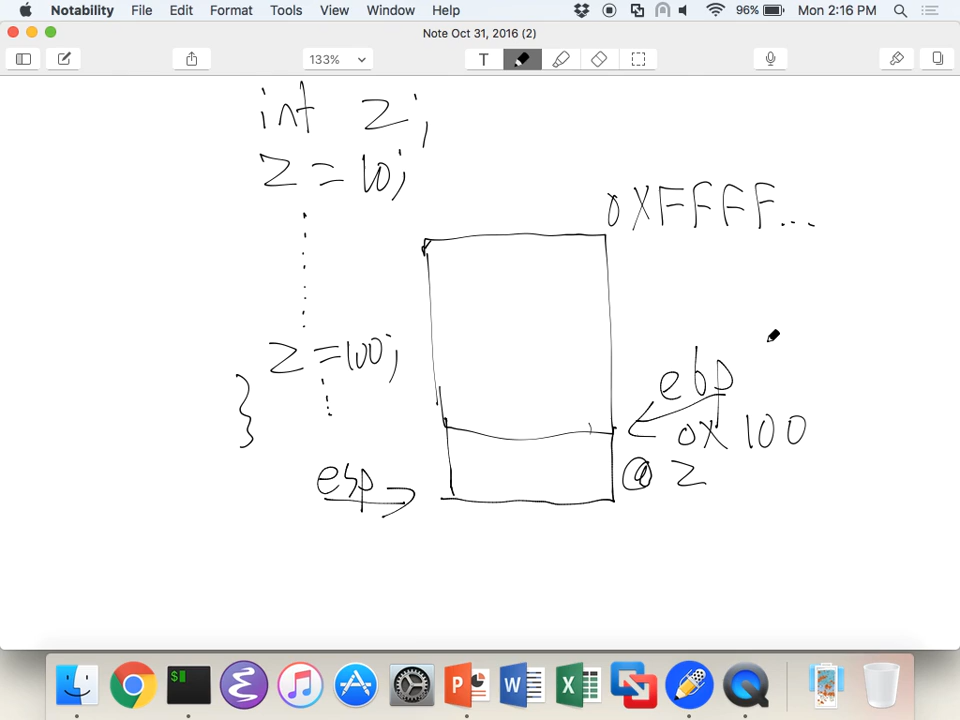 Notability File Edit Format Tools View Window Help 96% Mon 2:16 PM
Note Oct 31, 2016 (2)
133% T
int z;
z = 10;
0XFFFF...
z = 100;
}
ebp
0X100
esp
@ z
$
P W X